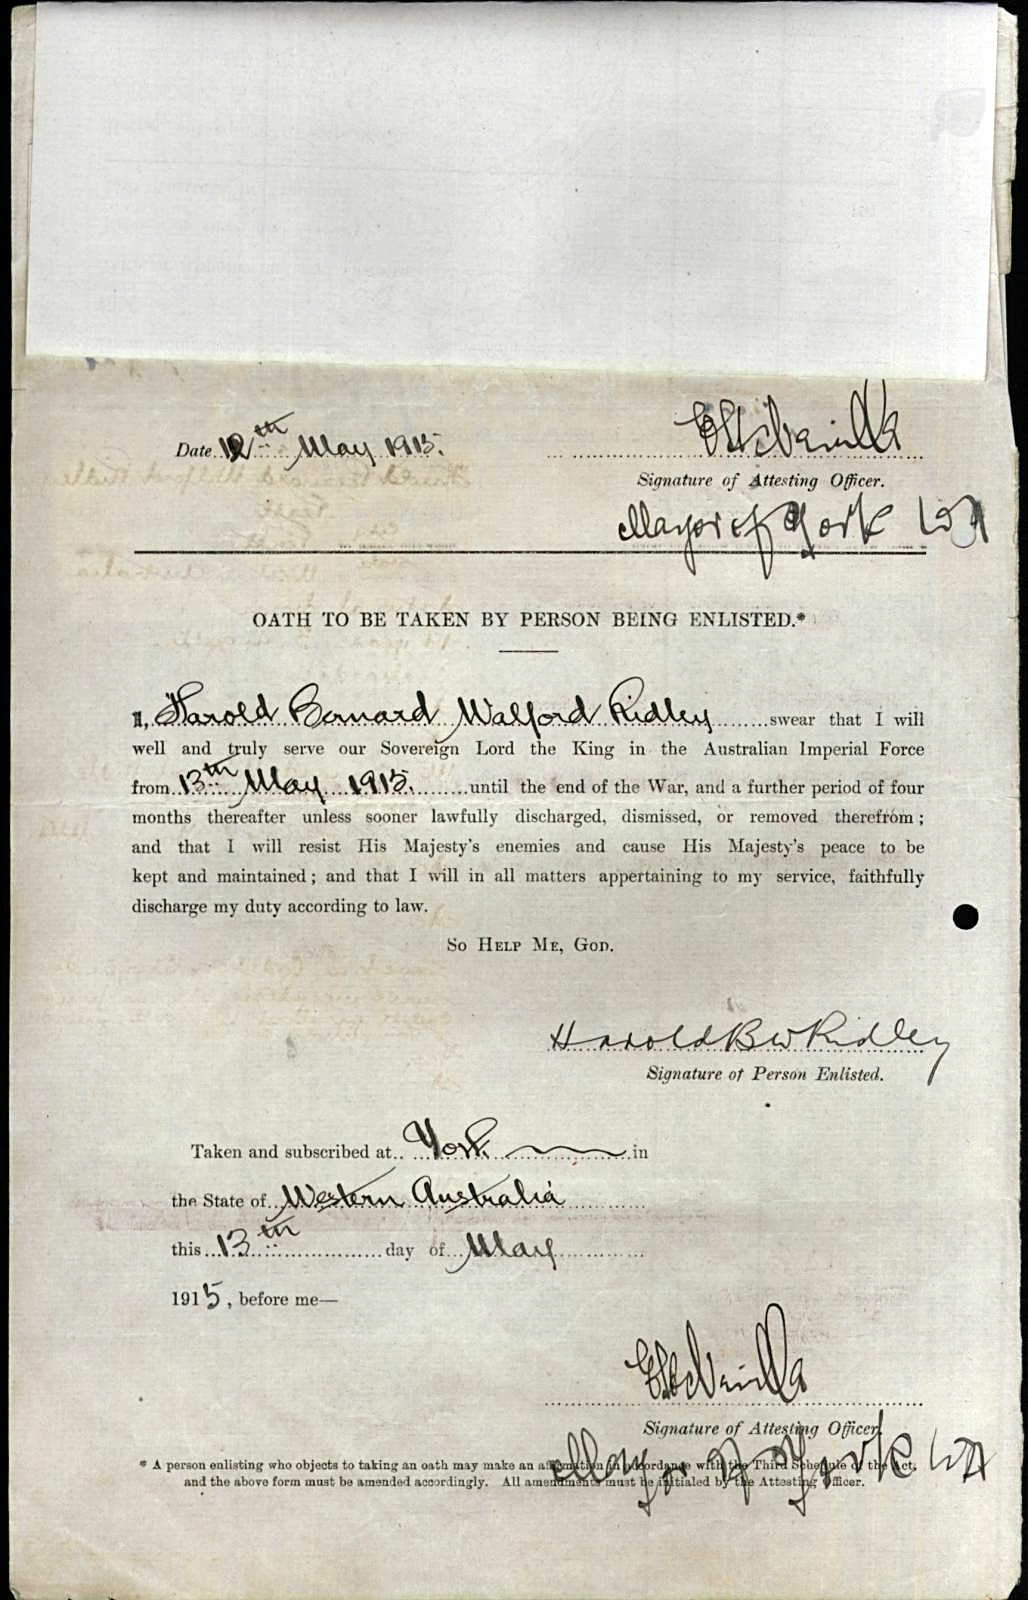 Date 12th May 1915.
Signature of Attesting Officer.
Mayor of York WA
OATH TO BE TAKEN BY PERSON BEING ENLISTED.*
I, Harold Bernard Walford Ridley swear that I will
well and truly serve our Sovereign Lord the King in the Australian Imperial Force
from 13th May 1915. until the end of the War, and a further period of four
months thereafter unless sooner lawfully discharged, dismissed, or removed therefrom;
and that I will resist His Majesty's enemies and cause His Majesty's peace to be
kept and maintained; and that I will in all matters appertaining to my service, faithfully
discharge my duty according to law.
So Help Me, God.
Harold B W Ridley
Signature of Person Enlisted.
Taken and subscribed at York in
the State of Western Australia
this 13th day of May
1915, before me—
Signature of Attesting Officer.
Mayor of York WA
* A person enlisting who objects to taking an oath may make an affirmation in accordance with the Third Schedule of the Act,
and the above form must be amended accordingly. All amendments must be initialed by the Attesting Officer.